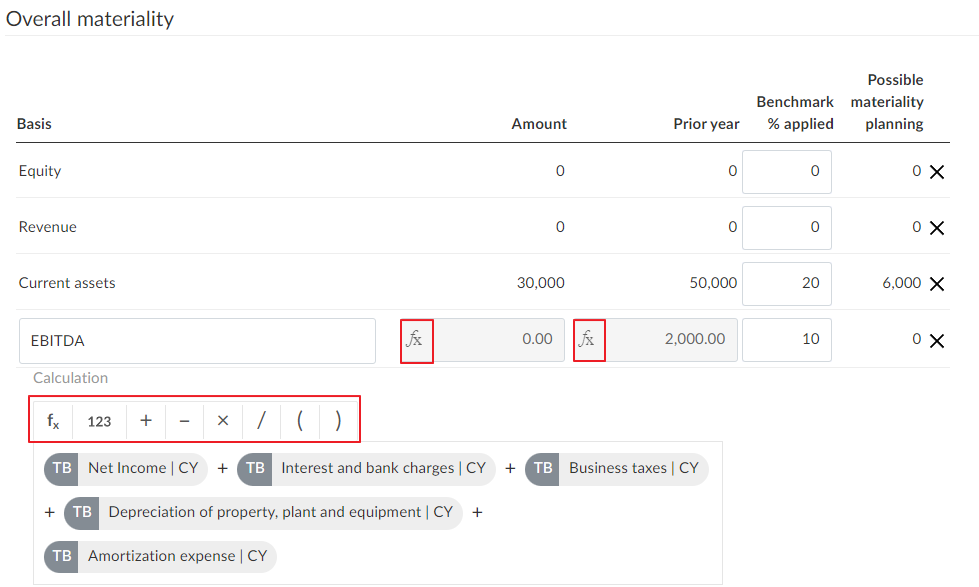 Overall materiality
Possible
Benchmark materiality
Basis Amount Prior year % applied planning
Equity 0 0 0 0
Revenue 0 0 0 0
Current assets 30,000 50,000 20 6,000
EBITDA fx 0.00 fx 2,000.00 10 0
Calculation
fx 123 + − × / ( )
TB Net Income | CY + TB Interest and bank charges | CY + TB Business taxes | CY
+ TB Depreciation of property, plant and equipment | CY +
TB Amortization expense | CY